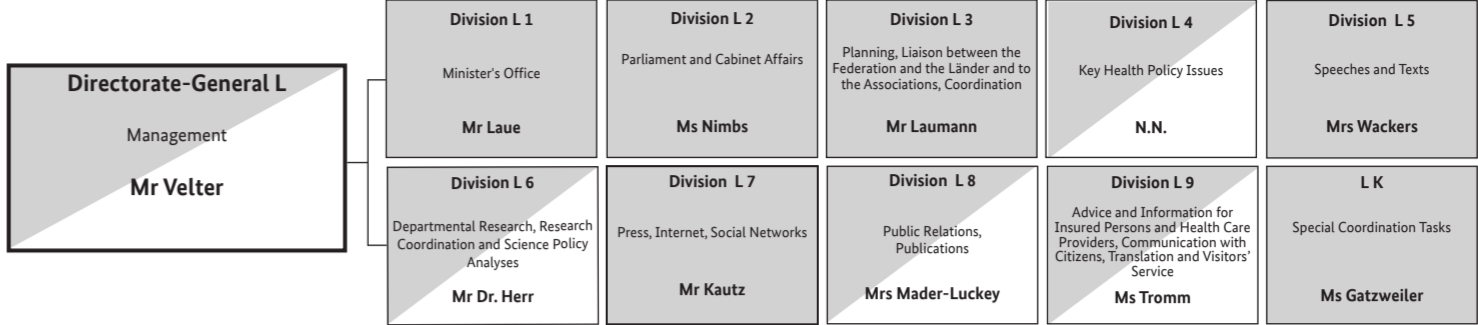 Directorate-General L
Management
Mr Velter
Division L 1
Minister's Office
Mr Laue
Division L 2
Parliament and Cabinet Affairs
Ms Nimbs
Division L 3
Planning, Liaison between the
Federation and the Länder and to
the Associations, Coordination
Mr Laumann
Division L 4
Key Health Policy Issues
N.N.
Division L 5
Speeches and Texts
Mrs Wackers
Division L 6
Departmental Research, Research
Coordination and Science Policy
Analyses
Mr Dr. Herr
Division L 7
Press, Internet, Social Networks
Mr Kautz
Division L 8
Public Relations,
Publications
Mrs Mader-Luckey
Division L 9
Advice and Information for
Insured Persons and Health Care
Providers, Communication with
Citizens, Translation and Visitors’
Service
Ms Tromm
L K
Special Coordination Tasks
Ms Gatzweiler